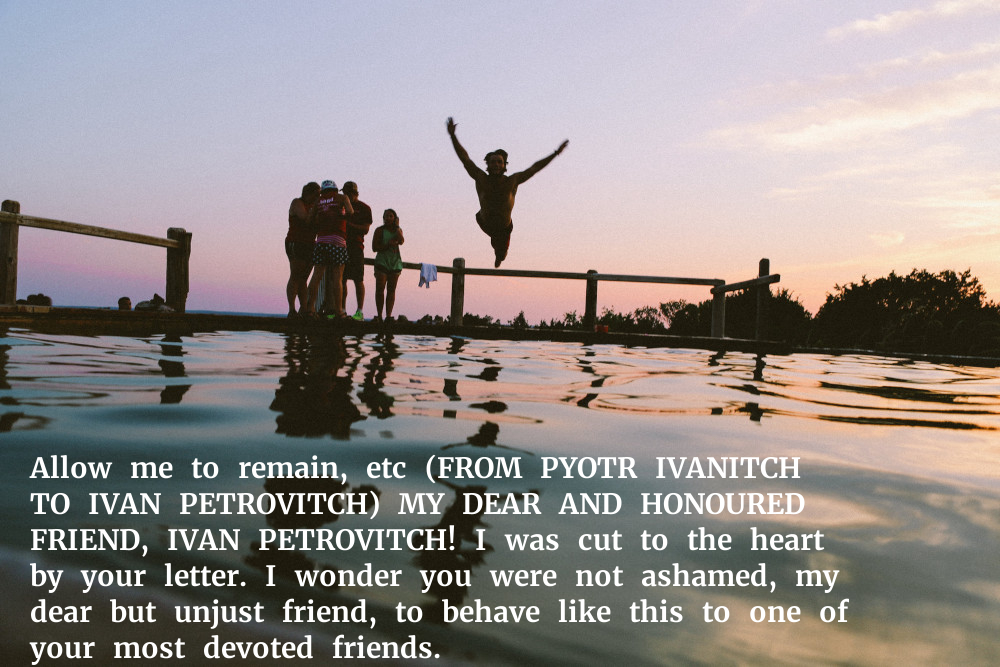 Allow me to remain, etc (FROM PYOTR IVANITCH
TO IVAN PETROVITCH) MY DEAR AND HONOURED
FRIEND, IVAN PETROVITCH! I was cut to the heart
by your letter. I wonder you were not ashamed, my
dear but unjust friend, to behave like this to one of
your most devoted friends.